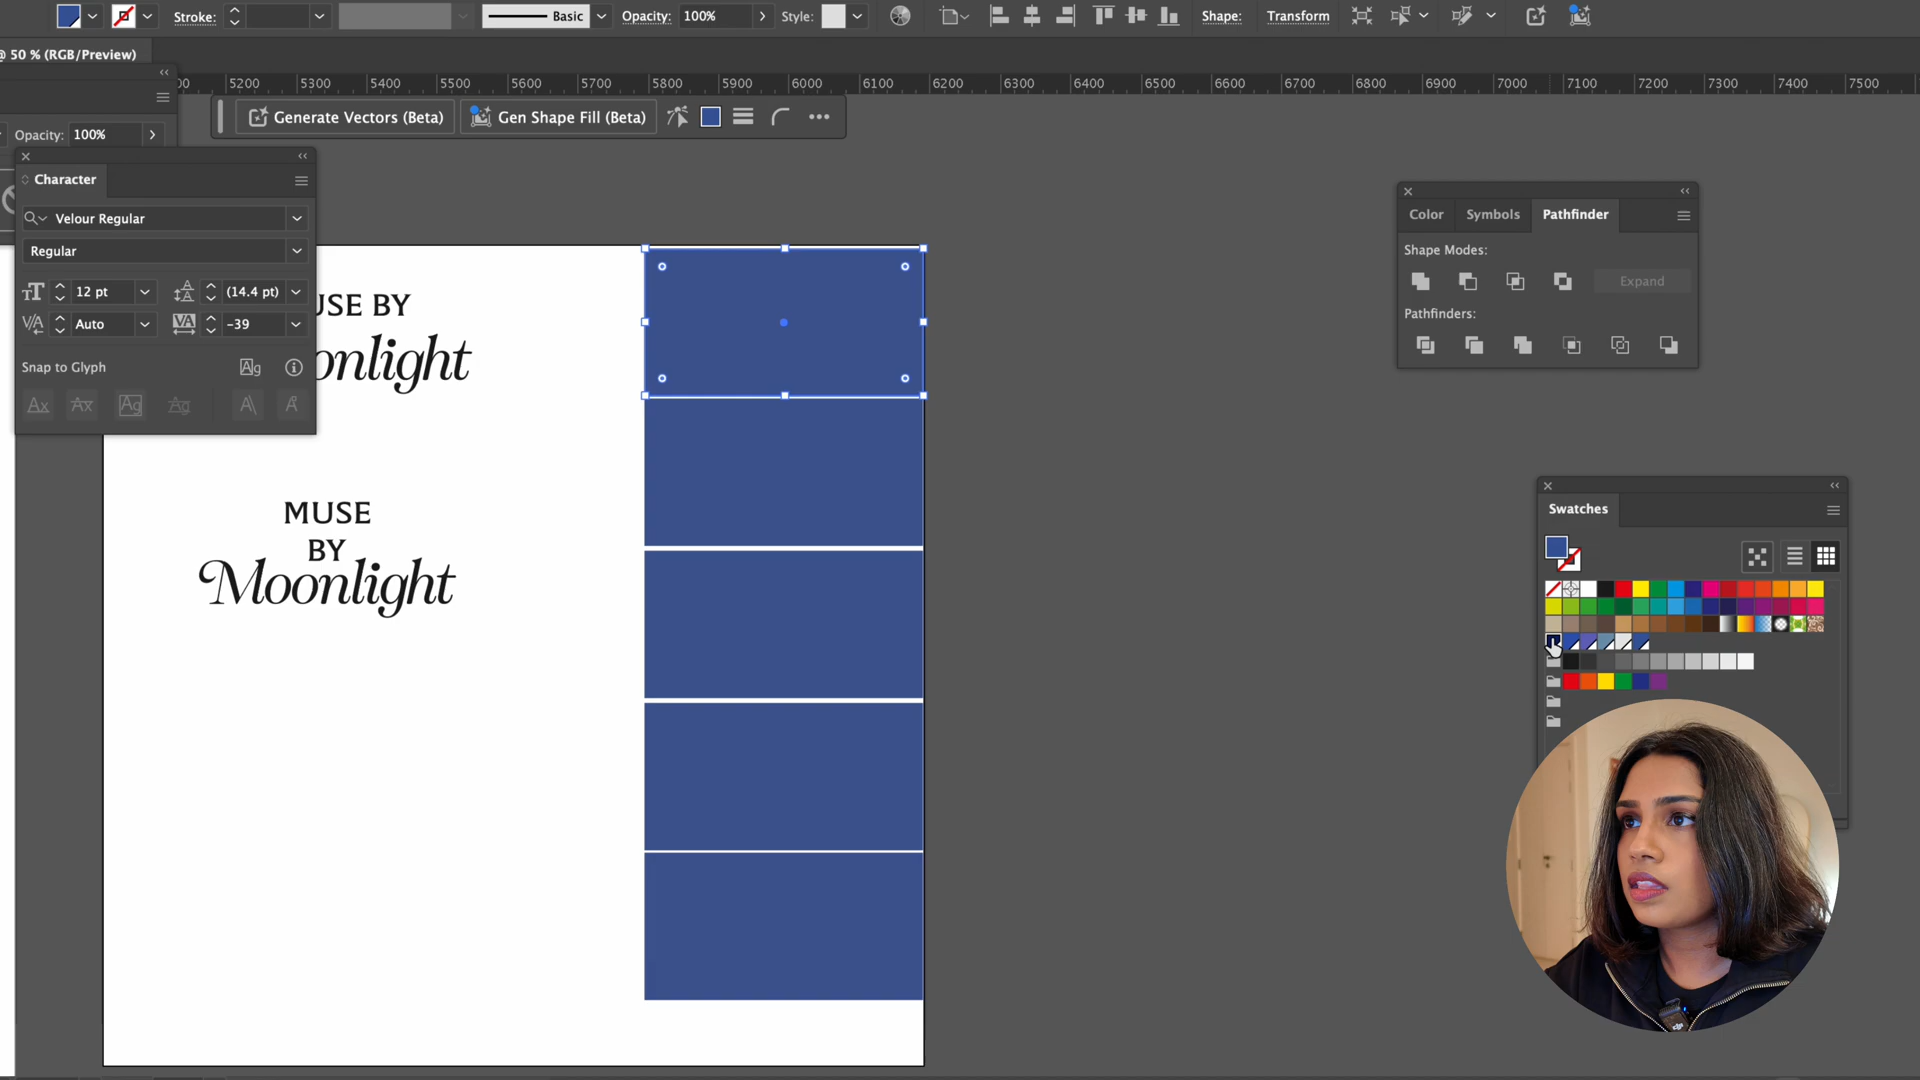 Stroke:
Basic
Opacity: 100%
Style:
Shape:
Transform
@ 50 % (RGB/Preview)
5200 5300 5400 5500 5600 5700 5800 5900 6000 6100 6200 6300 6400 6500 6600 6700 6800 6900 7000 7100 7200 7300 7400 7500
Generate Vectors (Beta)
Gen Shape Fill (Beta)
Opacity: 100%
Character
Velour Regular
Regular
12 pt
(14.4 pt)
Auto
-39
Snap to Glyph
USE BY
onlight
MUSE
BY
Moonlight
Color
Symbols
Pathfinder
Shape Modes:
Expand
Pathfinders:
Swatches